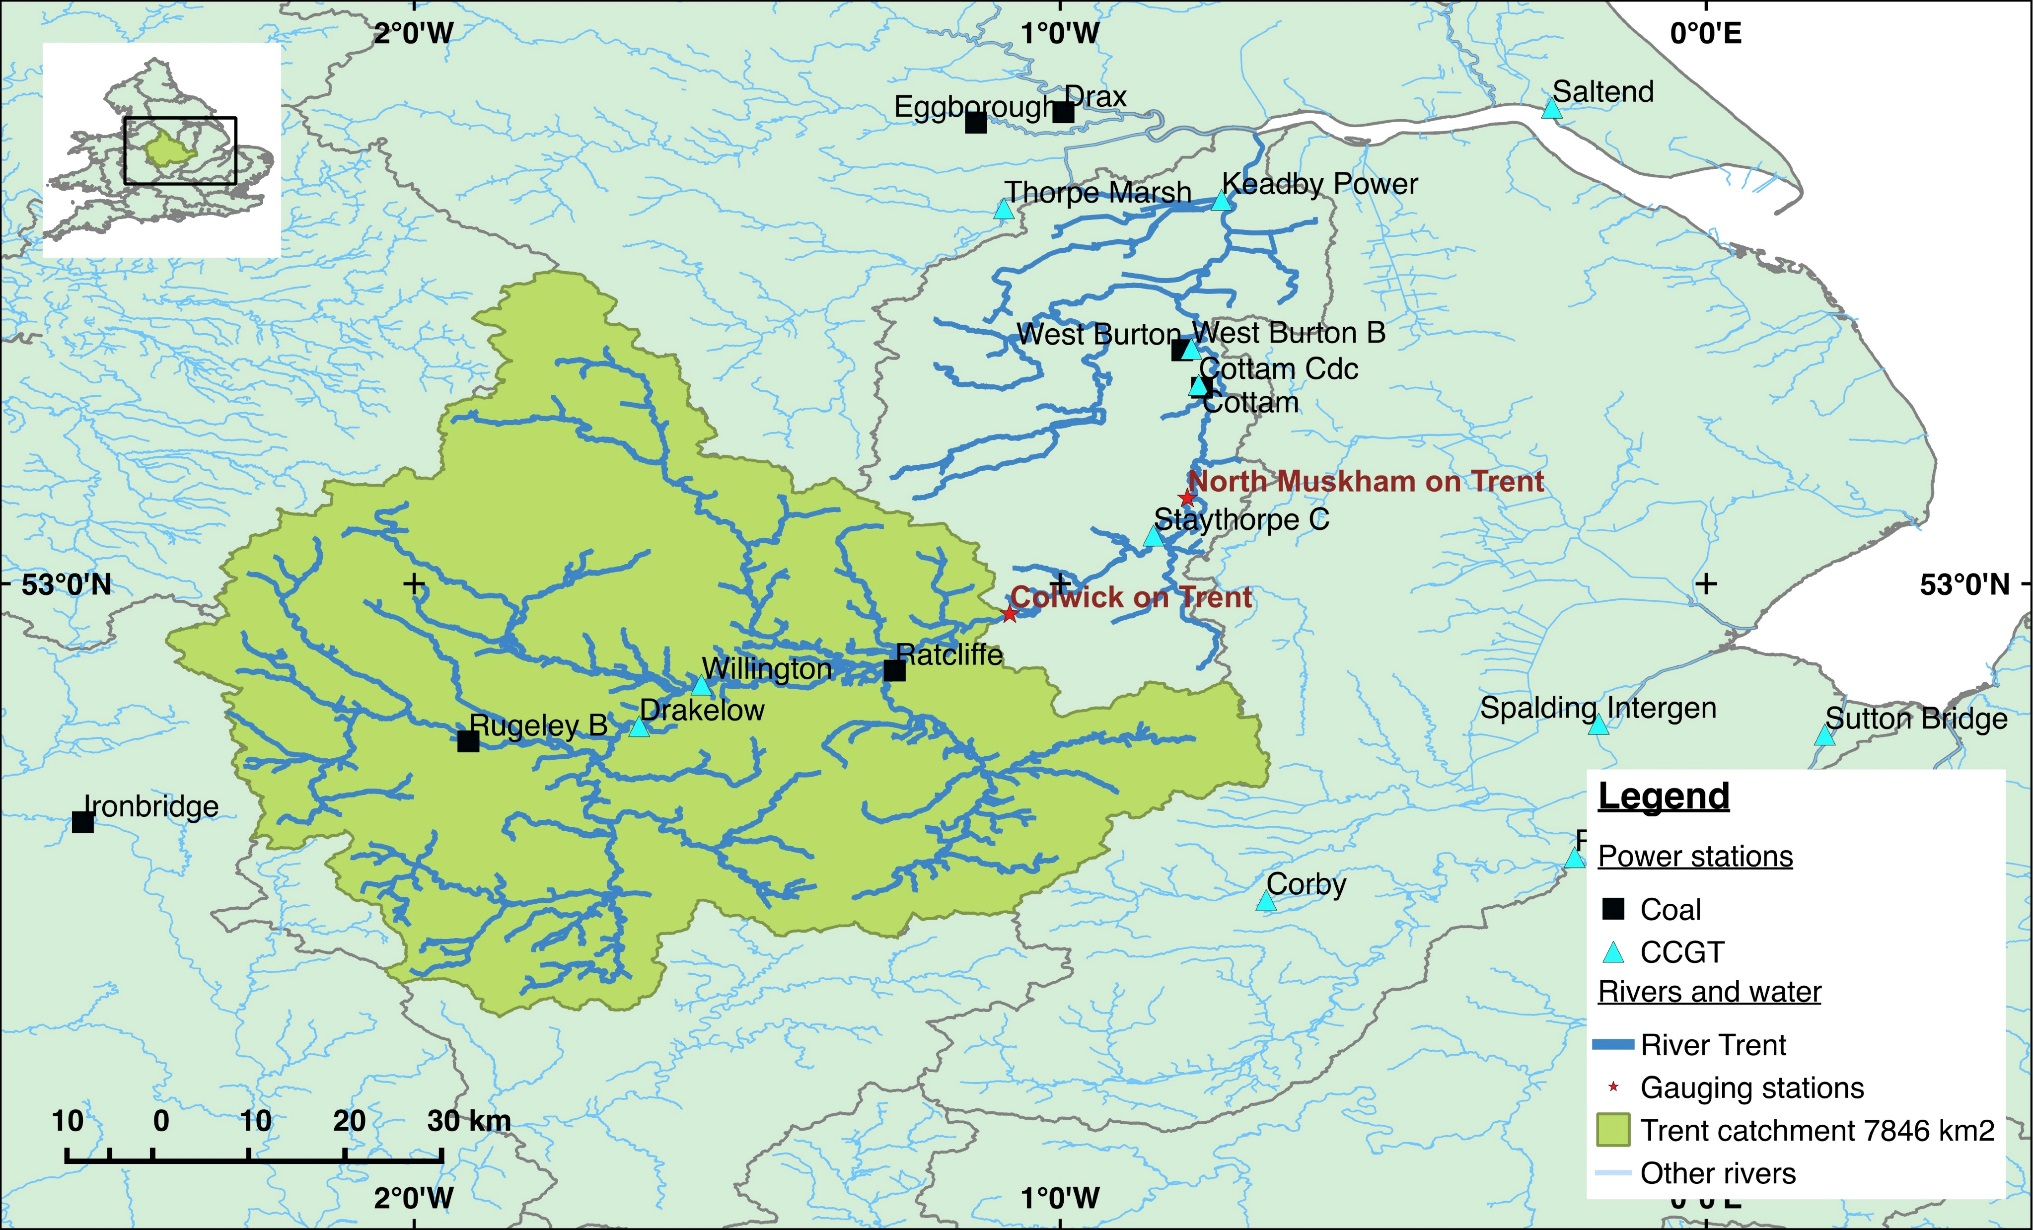 2°0'W 1°0'W 0°0'E
Saltend
Drax
Eggborough
Keadby Power
Thorpe Marsh
West Burton West Burton B
Cottam Cdc
Cottam
North Muskham on Trent
Staythorpe C
53°0'N 53°0'N
Colwick on Trent
Ratcliffe
Willington
Drakelow
Rugeley B
Spalding Intergen
Sutton Bridge
Ironbridge
Corby
Legend
Power stations
Coal
CCGT
Rivers and water
River Trent
Gauging stations
Trent catchment 7846 km2
Other rivers
10 0 10 20 30 km
2°0'W 1°0'W